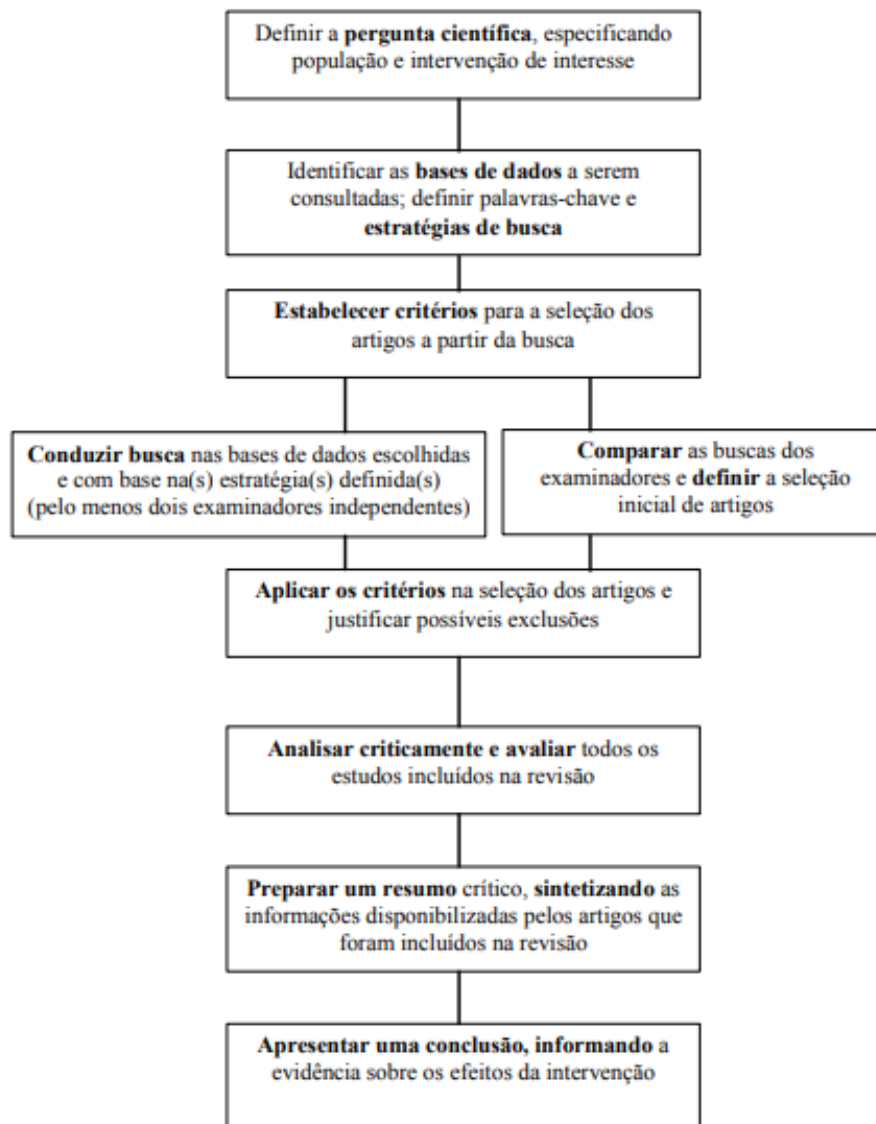 Definir a pergunta científica, especificando
população e intervenção de interesse
Identificar as bases de dados a serem
consultadas; definir palavras-chave e
estratégias de busca
Estabelecer critérios para a seleção dos
artigos a partir da busca
Conduzir busca nas bases de dados escolhidas
e com base na(s) estratégia(s) definida(s)
(pelo menos dois examinadores independentes)
Comparar as buscas dos
examinadores e definir a seleção
inicial de artigos
Aplicar os critérios na seleção dos artigos e
justificar possíveis exclusões
Analisar criticamente e avaliar todos os
estudos incluídos na revisão
Preparar um resumo crítico, sintetizando as
informações disponibilizadas pelos artigos que
foram incluídos na revisão
Apresentar uma conclusão, informando a
evidência sobre os efeitos da intervenção